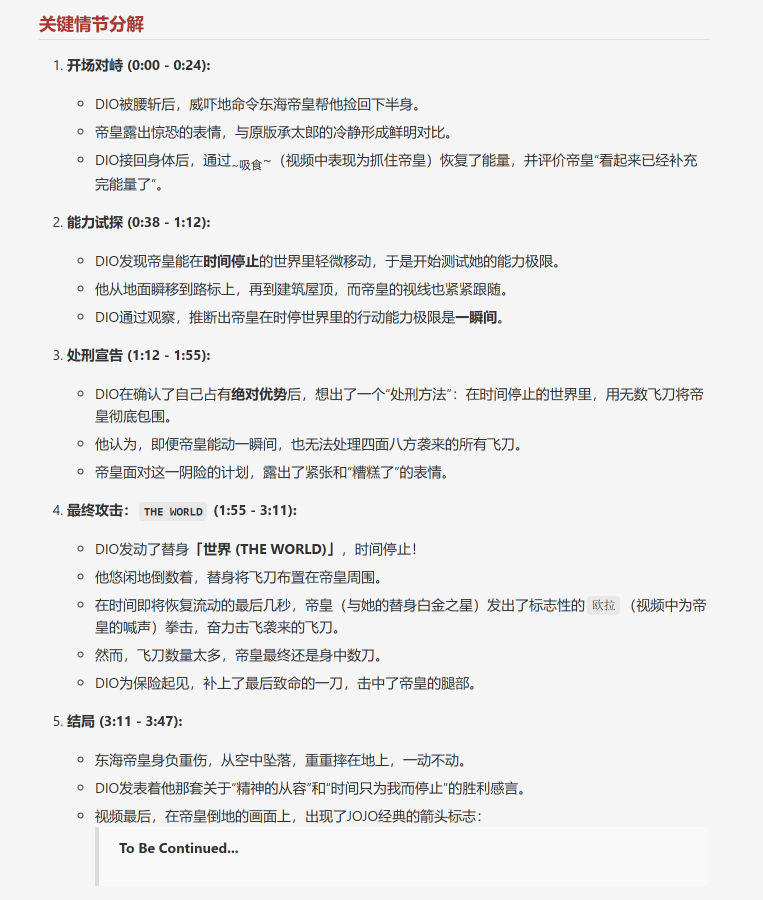 关键情节分解
1. 开场对峙 (0:00 - 0:24):
DIO被腰斩后，威吓地命令东海帝皇帮他捡回下半身。
帝皇露出惊恐的表情，与原版承太郎的冷静形成鲜明对比。
DIO接回身体后，通过~吸食~（视频中表现为抓住帝皇）恢复了能量，并评价帝皇“看起来已经补充
完能量了”。
2. 能力试探 (0:38 - 1:12):
DIO发现帝皇能在时间停止的世界里轻微移动，于是开始测试她的能力极限。
他从地面瞬移到路标上，再到建筑屋顶，而帝皇的视线也紧紧跟随。
DIO通过观察，推断出帝皇在时停世界里的行动能力极限是一瞬间。
3. 处刑宣告 (1:12 - 1:55):
DIO在确认了自己占有绝对优势后，想出了一个“处刑方法”：在时间停止的世界里，用无数飞刀将帝
皇彻底包围。
他认为，即便帝皇能动一瞬间，也无法处理四面八方袭来的所有飞刀。
帝皇面对这一阴险的计划，露出了紧张和“糟糕了”的表情。
4. 最终攻击： THE WORLD (1:55 - 3:11):
DIO发动了替身「世界 (THE WORLD)」，时间停止！
他悠闲地倒数着，替身将飞刀布置在帝皇周围。
在时间即将恢复流动的最后几秒，帝皇（与她的替身白金之星）发出了标志性的 欧拉 （视频中为帝
皇的喊声）拳击，奋力击飞袭来的飞刀。
然而，飞刀数量太多，帝皇最终还是身中数刀。
DIO为保险起见，补上了最后致命的一刀，击中了帝皇的腿部。
5. 结局 (3:11 - 3:47):
东海帝皇身负重伤，从空中坠落，重重摔在地上，一动不动。
DIO发表着他那套关于“精神的从容”和“时间只为我而停止”的胜利感言。
视频最后，在帝皇倒地的画面上，出现了JOJO经典的箭头标志：
To Be Continued...